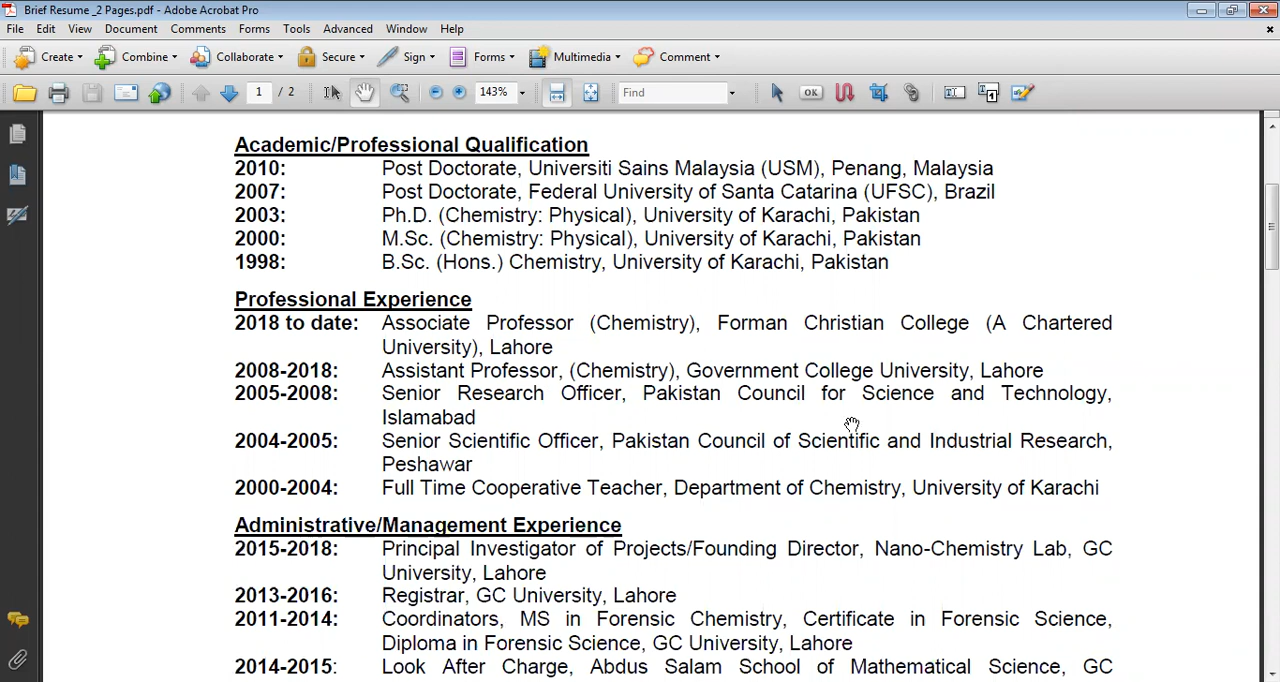 Brief Resume _2 Pages.pdf - Adobe Acrobat Pro
File Edit View Document Comments Forms Tools Advanced Window Help
Create Combine Collaborate Secure Sign Forms Multimedia Comment
1 / 2 143% Find OK
Academic/Professional Qualification
2010: Post Doctorate, Universiti Sains Malaysia (USM), Penang, Malaysia
2007: Post Doctorate, Federal University of Santa Catarina (UFSC), Brazil
2003: Ph.D. (Chemistry: Physical), University of Karachi, Pakistan
2000: M.Sc. (Chemistry: Physical), University of Karachi, Pakistan
1998: B.Sc. (Hons.) Chemistry, University of Karachi, Pakistan
Professional Experience
2018 to date: Associate Professor (Chemistry), Forman Christian College (A Chartered
University), Lahore
2008-2018: Assistant Professor, (Chemistry), Government College University, Lahore
2005-2008: Senior Research Officer, Pakistan Council for Science and Technology,
Islamabad
2004-2005: Senior Scientific Officer, Pakistan Council of Scientific and Industrial Research,
Peshawar
2000-2004: Full Time Cooperative Teacher, Department of Chemistry, University of Karachi
Administrative/Management Experience
2015-2018: Principal Investigator of Projects/Founding Director, Nano-Chemistry Lab, GC
University, Lahore
2013-2016: Registrar, GC University, Lahore
2011-2014: Coordinators, MS in Forensic Chemistry, Certificate in Forensic Science,
Diploma in Forensic Science, GC University, Lahore
2014-2015: Look After Charge, Abdus Salam School of Mathematical Science, GC